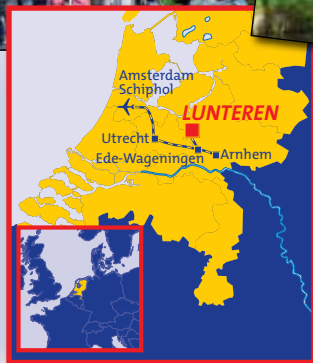 Amsterdam
Schiphol
LUNTEREN
Utrecht
Ede-Wageningen
Arnhem